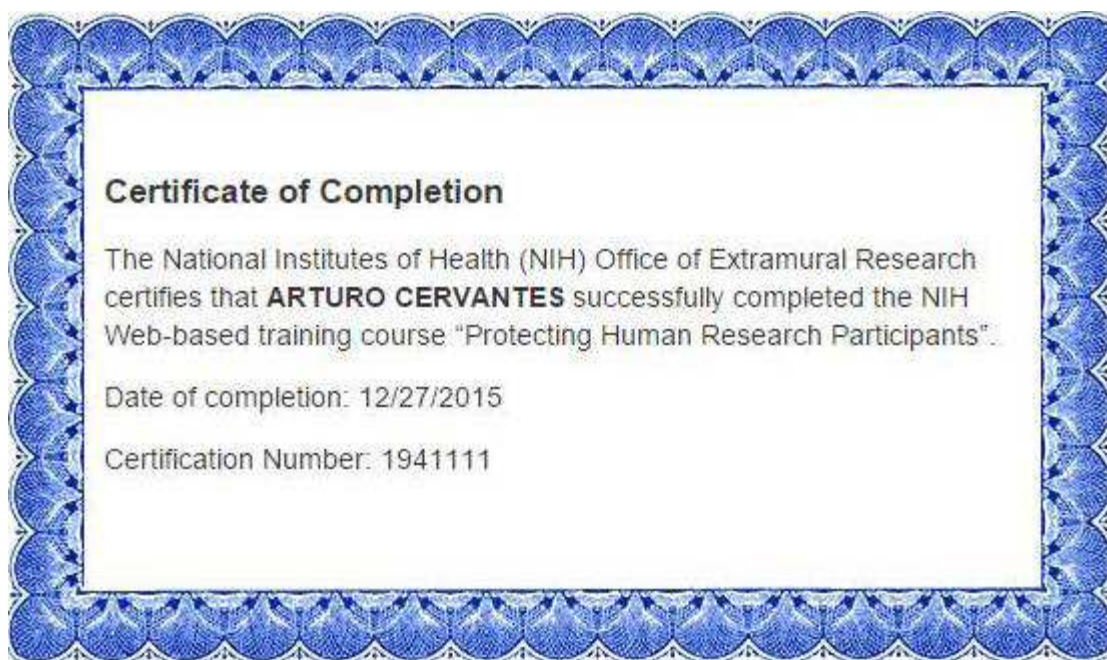 Certificate of Completion
The National Institutes of Health (NIH) Office of Extramural Research
certifies that ARTURO CERVANTES successfully completed the NIH
Web-based training course “Protecting Human Research Participants”.
Date of completion: 12/27/2015
Certification Number: 1941111